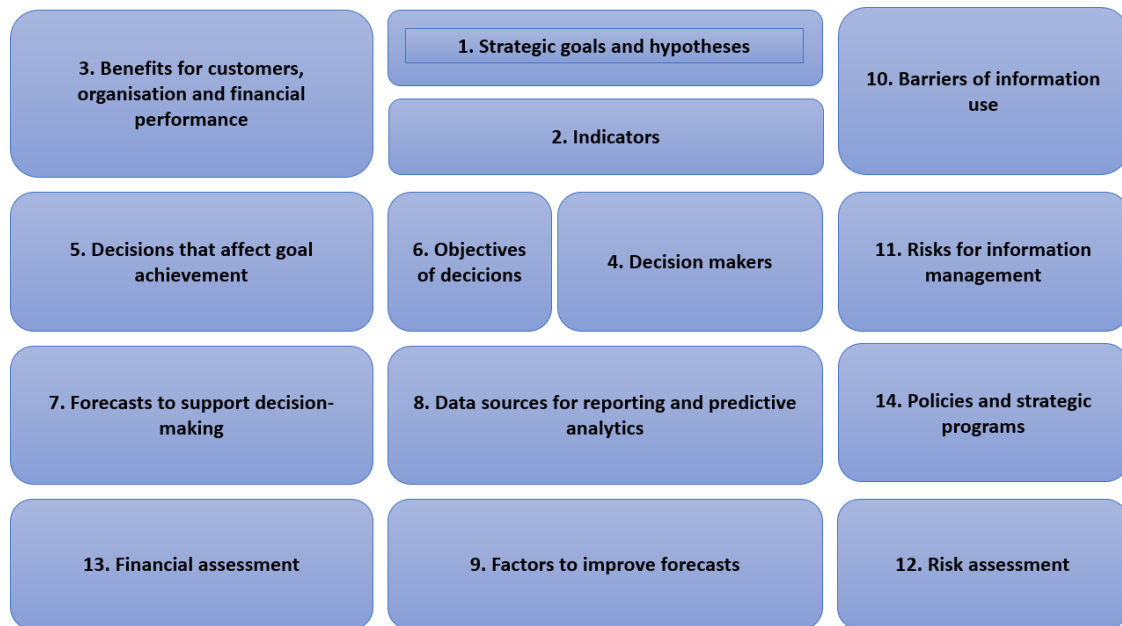 3. Benefits for customers,
organisation and financial
performance
1. Strategic goals and hypotheses
2. Indicators
10. Barriers of information
use
5. Decisions that affect goal
achievement
6. Objectives
of decicions
4. Decision makers
11. Risks for information
management
7. Forecasts to support decision-
making
8. Data sources for reporting and predictive
analytics
14. Policies and strategic
programs
13. Financial assessment
9. Factors to improve forecasts
12. Risk assessment